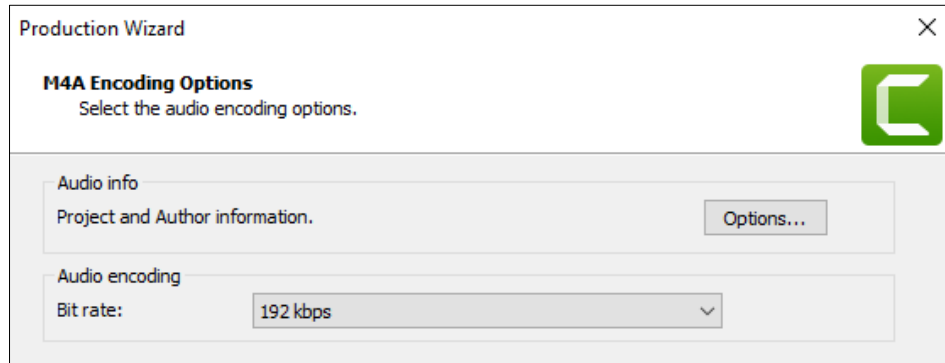 Production Wizard
M4A Encoding Options
Select the audio encoding options.
Audio info
Project and Author information.
Options...
Audio encoding
Bit rate:
192 kbps